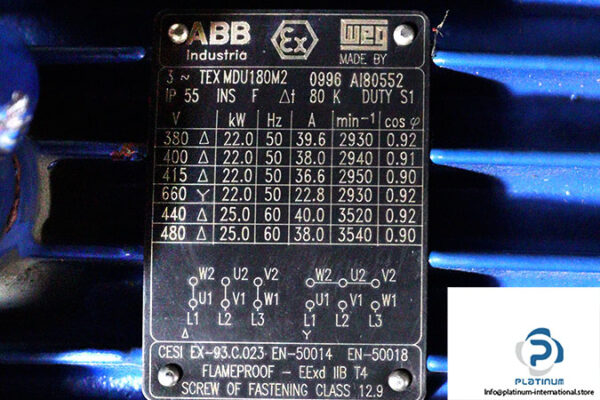 ABB Ex WEG
Industria MADE BY
3 ~ TEX MDU180M2 0996 AI80552
IP 55 INS F Δt 80 K DUTY S1
V kW Hz A min-1 cos φ
380 Δ 22.0 50 39.6 2930 0.92
400 Δ 22.0 50 38.0 2940 0.91
415 Δ 22.0 50 36.6 2950 0.90
660 Y 22.0 50 22.8 2930 0.92
440 Δ 25.0 60 40.0 3520 0.92
480 Δ 25.0 60 38.0 3540 0.90
W2 U2 V2 W2 U2 V2
U1 V1 W1 U1 V1 W1
L1 L2 L3 L1 L2 L3
Δ Y
CESI EX-93.C.023 EN-50014 EN-50018
FLAMEPROOF - EExd IIB T4
SCREW OF FASTENING CLASS 12.9
PLATINUM
Info@platinum-international.store